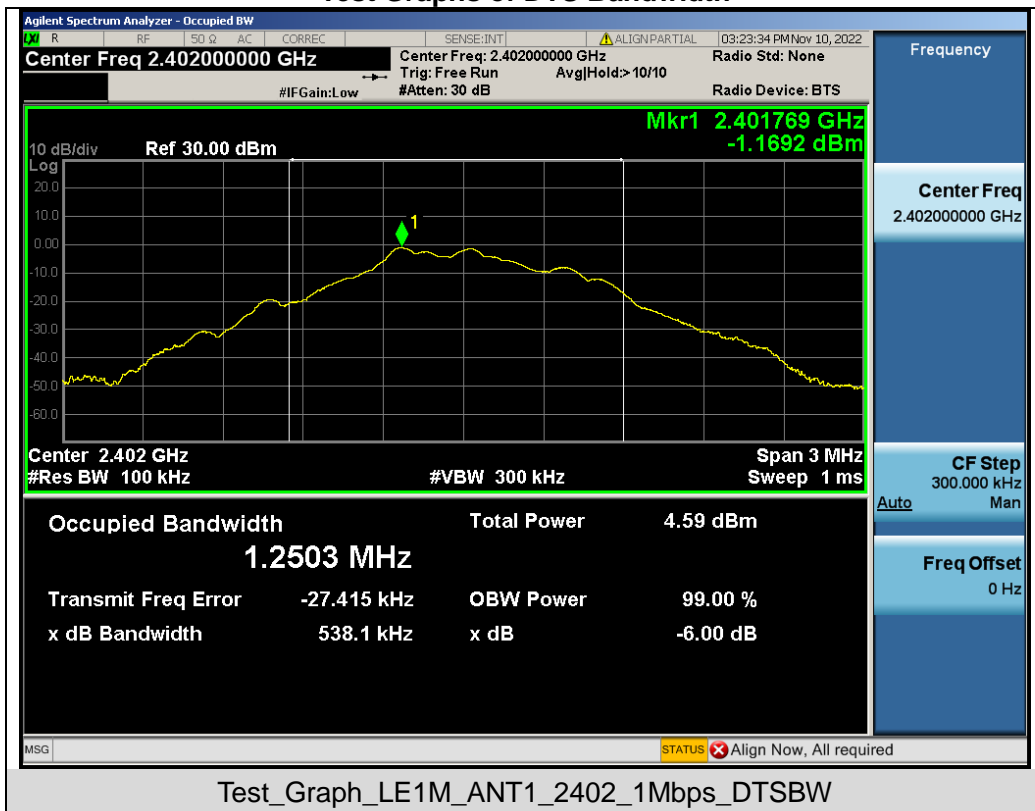 Test Graphs of DTS Bandwidth
Agilent Spectrum Analyzer - Occupied BW
LXI R RF 50 Ω AC CORREC SENSE:INT ALIGN PARTIAL 03:23:34 PM Nov 10, 2022
Center Freq 2.402000000 GHz
Center Freq: 2.402000000 GHz
Radio Std: None
Trig: Free Run Avg|Hold:> 10/10
#IFGain:Low #Atten: 30 dB Radio Device: BTS
Mkr1 2.401769 GHz
-1.1692 dBm
10 dB/div Ref 30.00 dBm
Log
20.0
10.0
0.00
-10.0
-20.0
-30.0
-40.0
-50.0
-60.0
1
Center 2.402 GHz Span 3 MHz
#Res BW 100 kHz #VBW 300 kHz Sweep 1 ms
Occupied Bandwidth Total Power 4.59 dBm
1.2503 MHz
Transmit Freq Error -27.415 kHz OBW Power 99.00 %
x dB Bandwidth 538.1 kHz x dB -6.00 dB
Frequency
Center Freq
2.402000000 GHz
CF Step
300.000 kHz
Auto Man
Freq Offset
0 Hz
MSG STATUS Align Now, All required
Test_Graph_LE1M_ANT1_2402_1Mbps_DTSBW